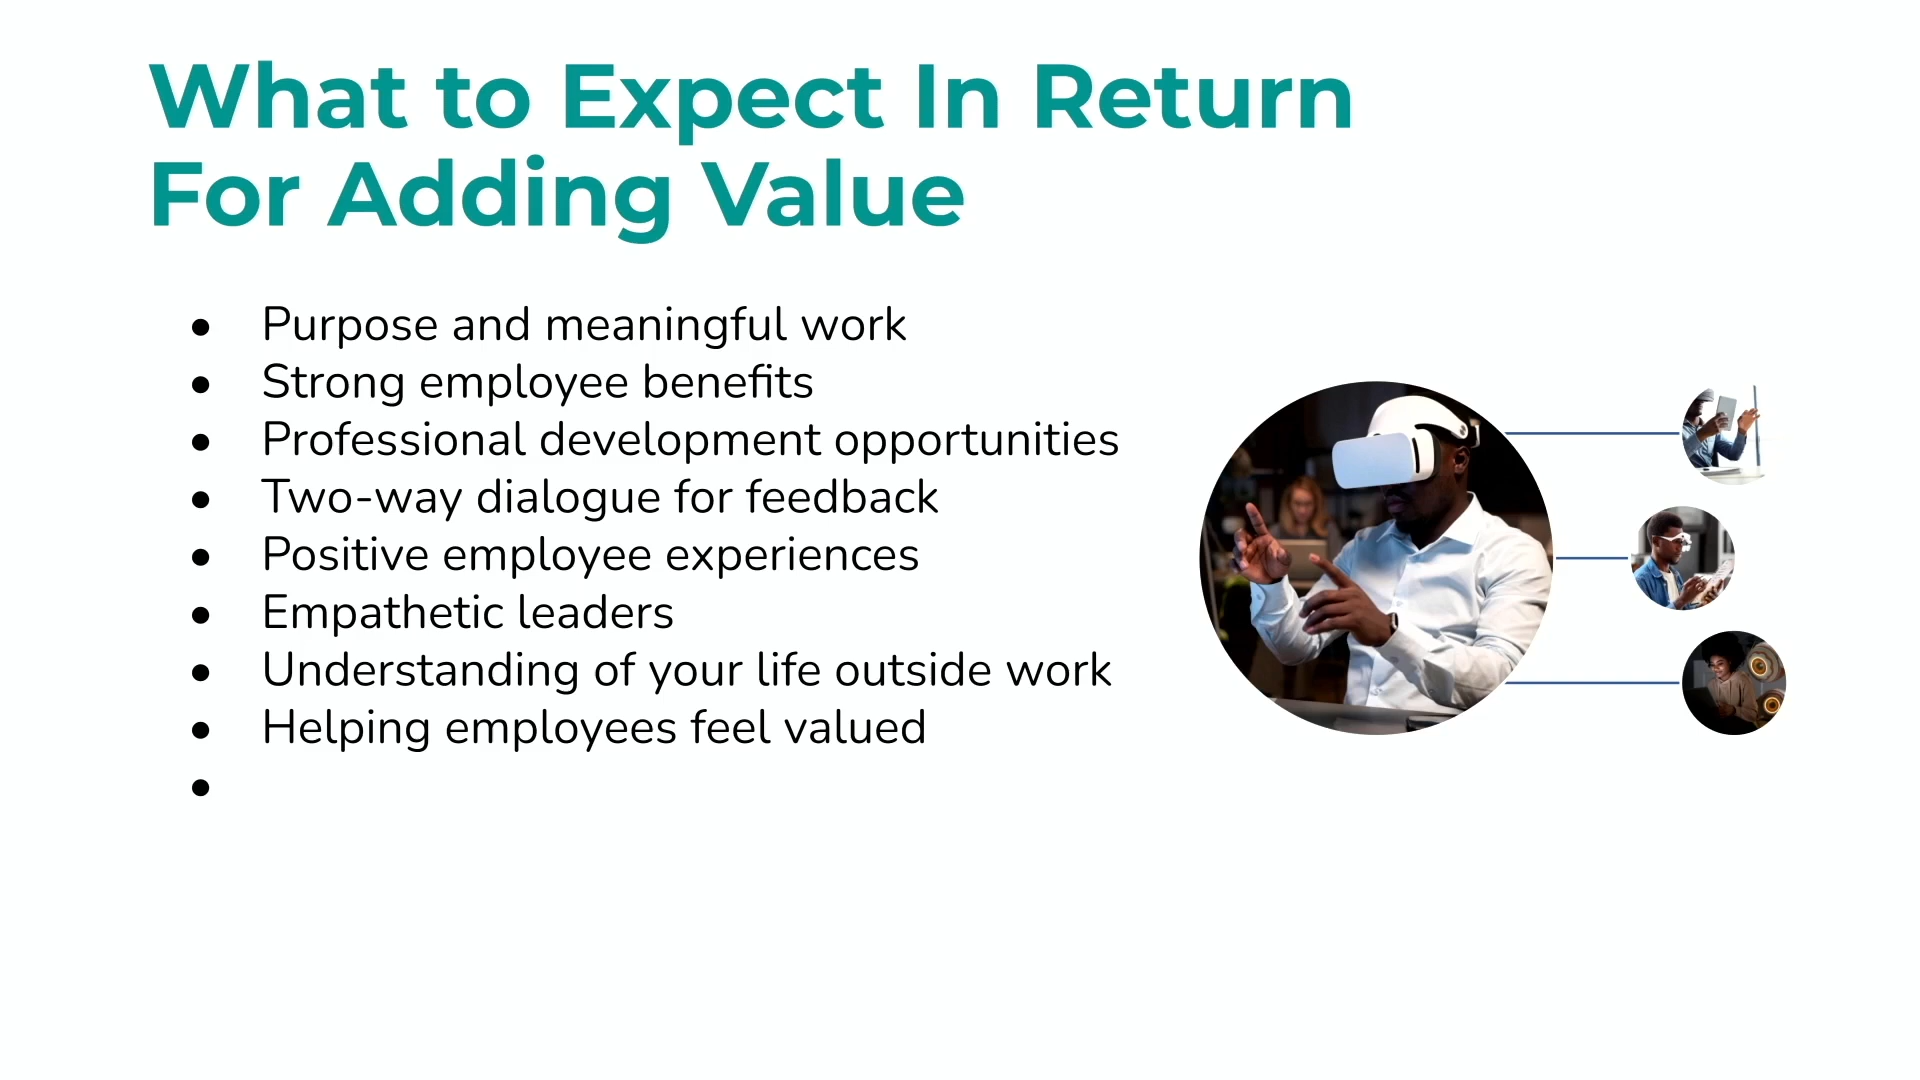 What to Expect In Return
For Adding Value
● Purpose and meaningful work
● Strong employee benefits
● Professional development opportunities
● Two-way dialogue for feedback
● Positive employee experiences
● Empathetic leaders
● Understanding of your life outside work
● Helping employees feel valued
●